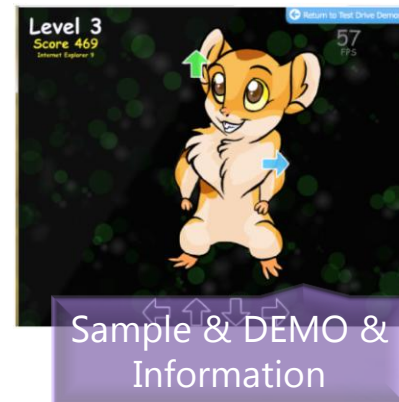 Return to Test Drive Demos
Level 3
Score 469
Internet Explorer 9
57
FPS
Sample & DEMO &
Information